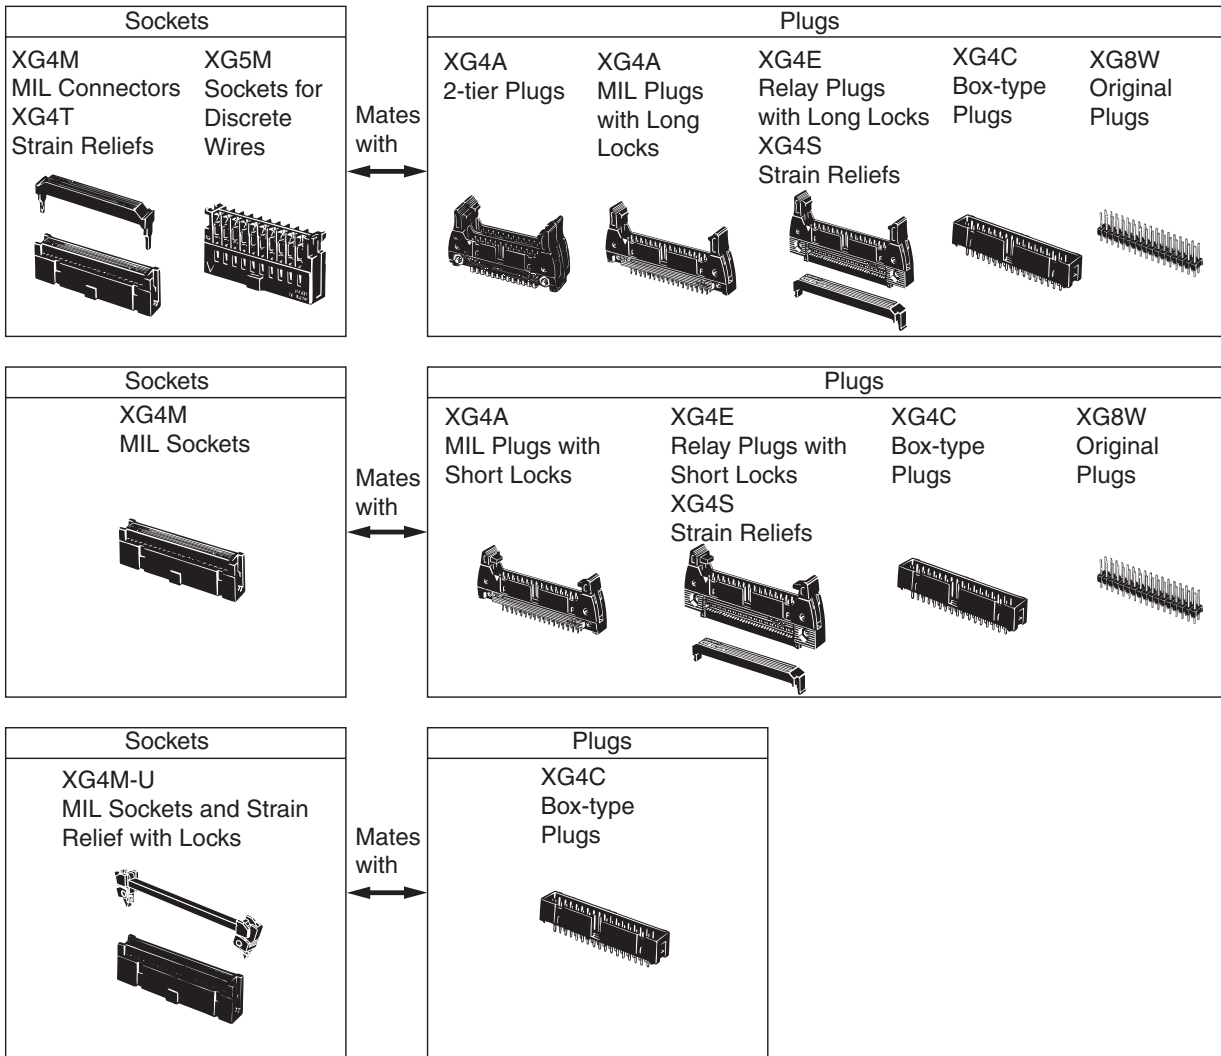 Sockets
XG4M
MIL Connectors
XG4T
Strain Reliefs
XG5M
Sockets for
Discrete
Wires
Mates
with
Plugs
XG4A
2-tier Plugs
XG4A
MIL Plugs
with Long
Locks
XG4E
Relay Plugs
with Long Locks
XG4S
Strain Reliefs
XG4C
Box-type
Plugs
XG8W
Original
Plugs
Sockets
XG4M
MIL Sockets
Mates
with
Plugs
XG4A
MIL Plugs with
Short Locks
XG4E
Relay Plugs with
Short Locks
XG4S
Strain Reliefs
XG4C
Box-type
Plugs
XG8W
Original
Plugs
Sockets
XG4M-U
MIL Sockets and Strain
Relief with Locks
Mates
with
Plugs
XG4C
Box-type
Plugs